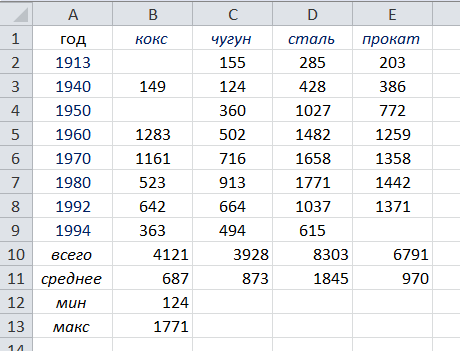 A B C D E
1 год кокс чугун сталь прокат
2 1913 155 285 203
3 1940 149 124 428 386
4 1950 360 1027 772
5 1960 1283 502 1482 1259
6 1970 1161 716 1658 1358
7 1980 523 913 1771 1442
8 1992 642 664 1037 1371
9 1994 363 494 615
10 всего 4121 3928 8303 6791
11 среднее 687 873 1845 970
12 мин 124
13 макс 1771
14